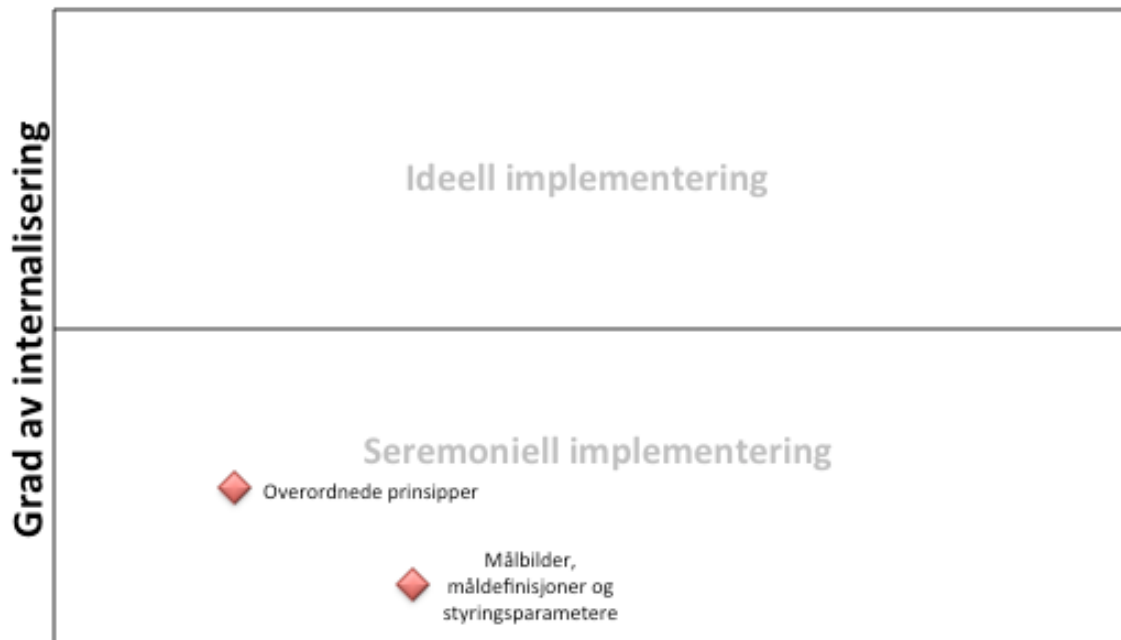 Grad av internalisering
Ideell implementering
Seremoniell implementering
Overordnede prinsipper
Målbilder,
måldefinisjoner og
styringsparametere